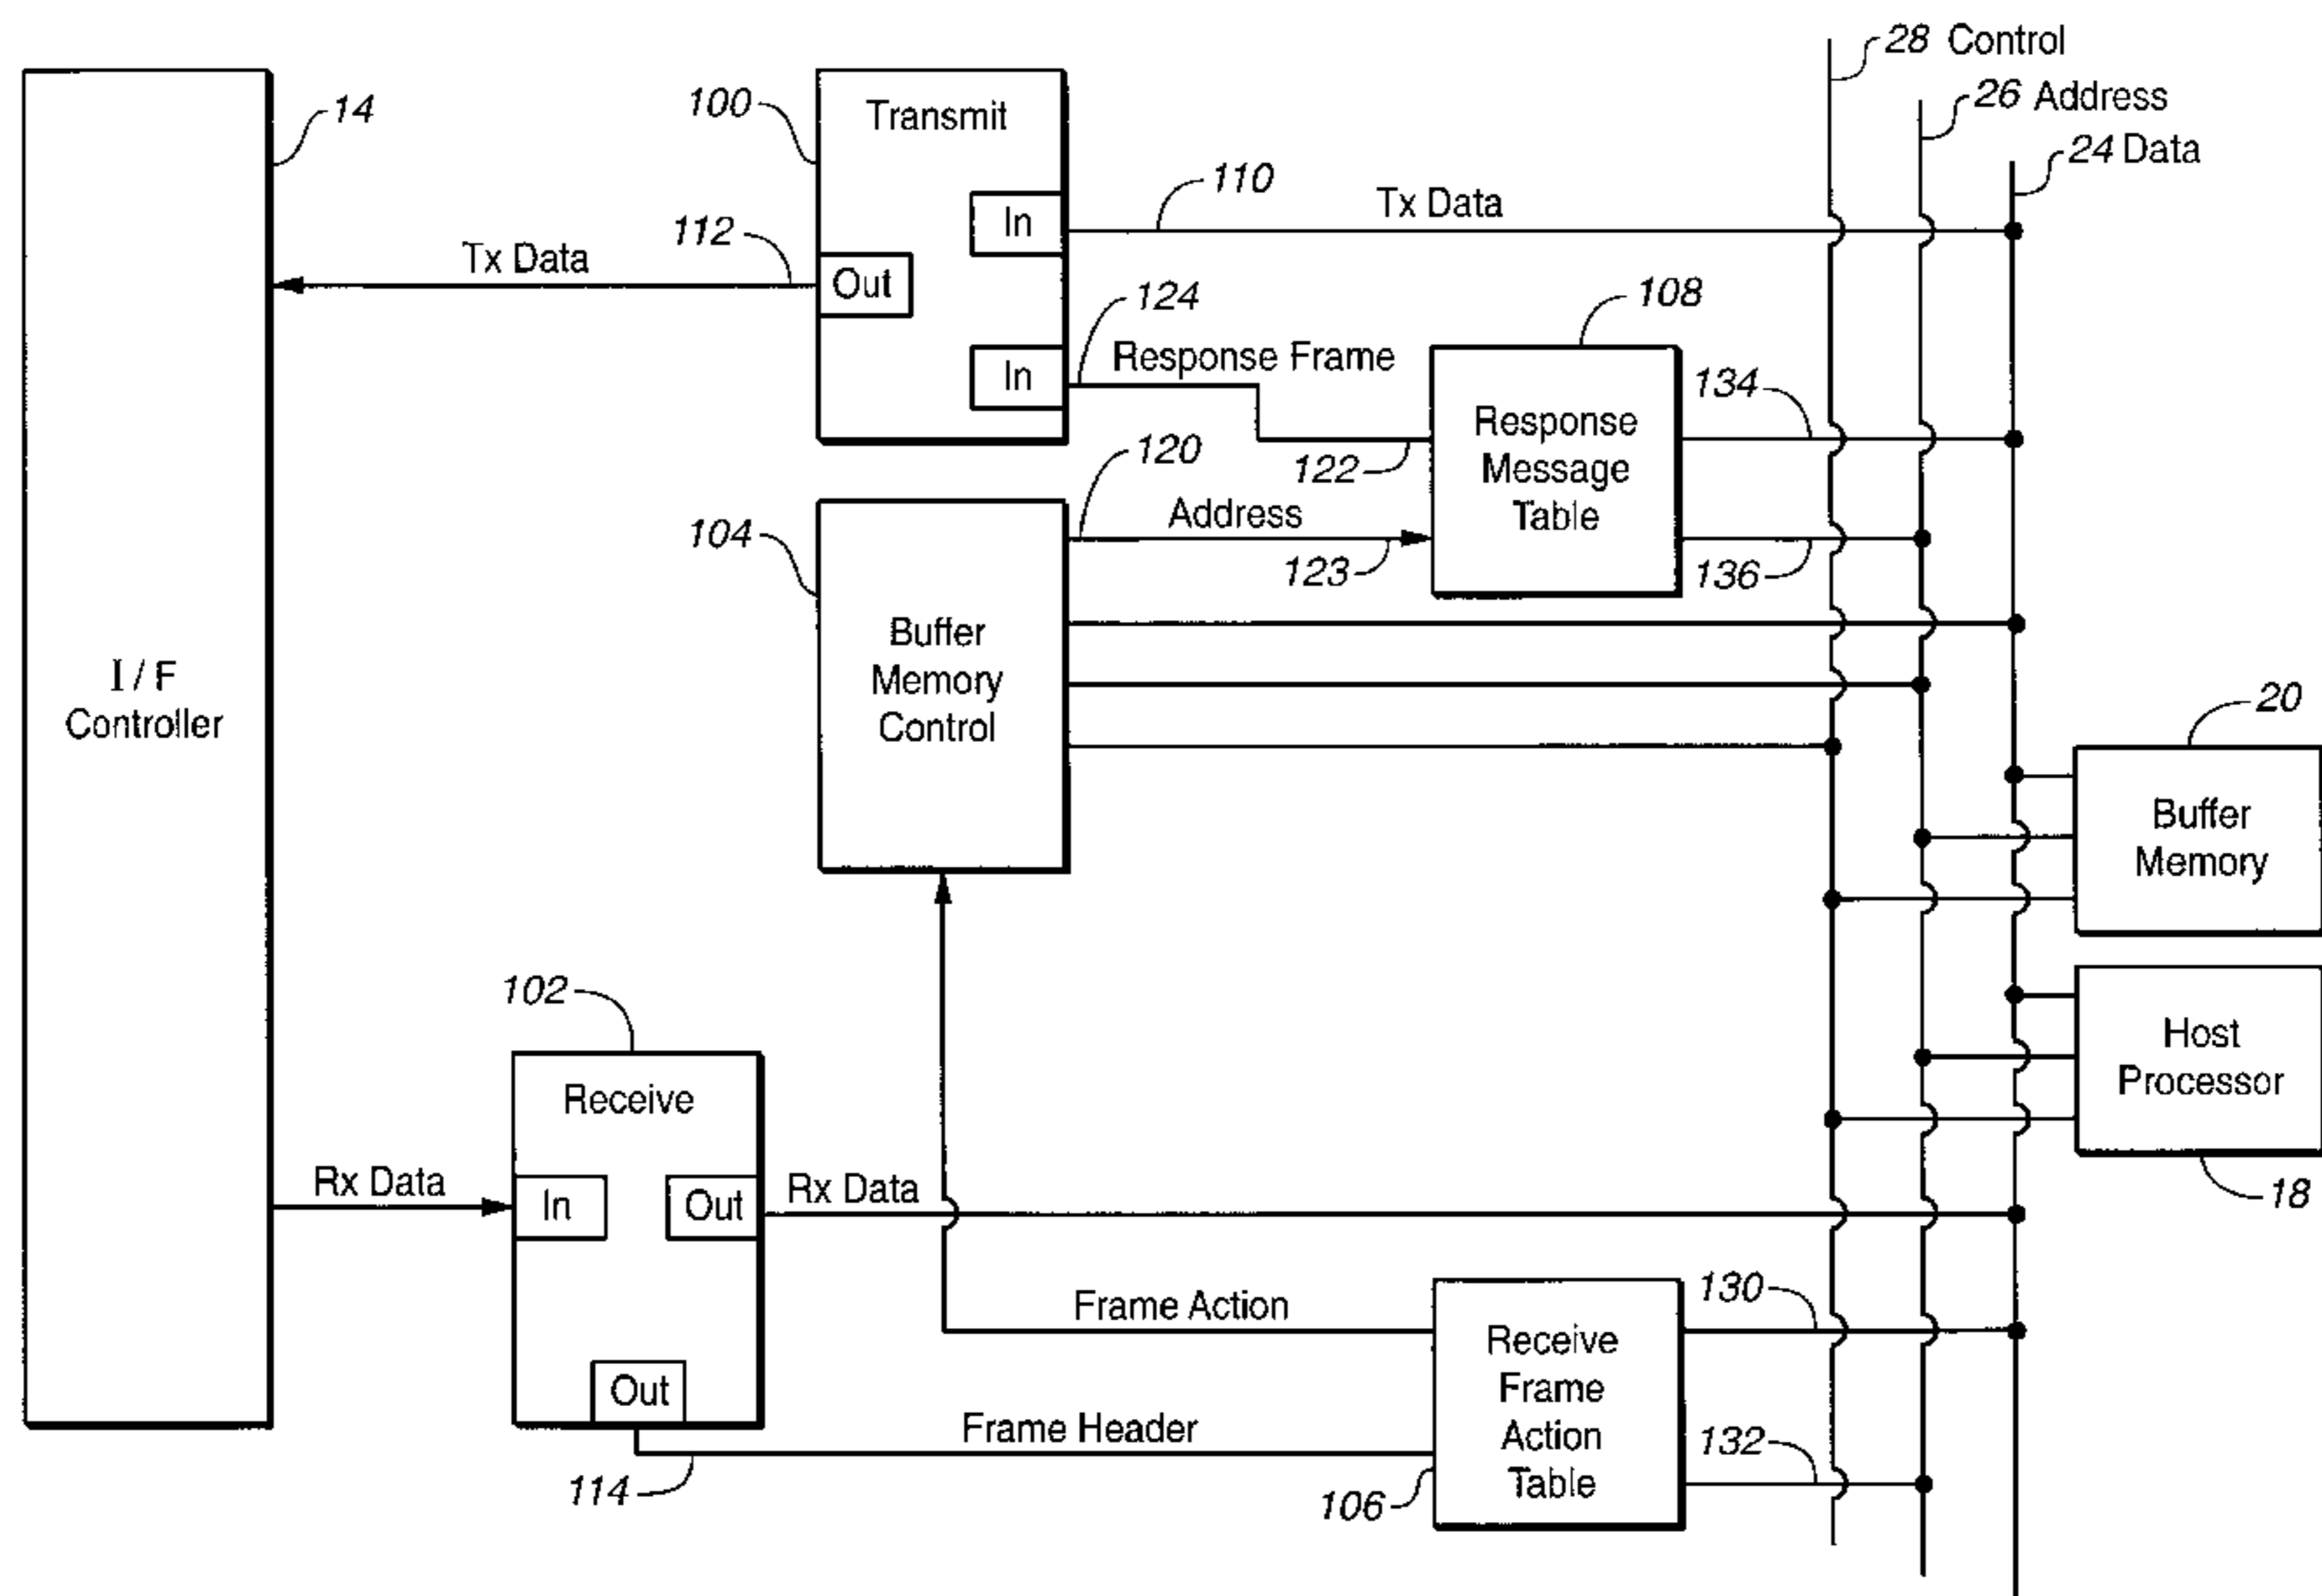 28 Control
26 Address
24 Data
14
100
Transmit
In
110
Tx Data
112
Tx Data
Out
In
124
Response Frame
108
Response
Message
Table
122
134
120
Address
123
136
104
Buffer
Memory
Control
I / F
Controller
20
Buffer
Memory
Host
Processor
18
102
Receive
Rx Data
In
Out
Rx Data
Out
Frame Action
130
Receive
Frame
Action
Table
Frame Header
114
106
132